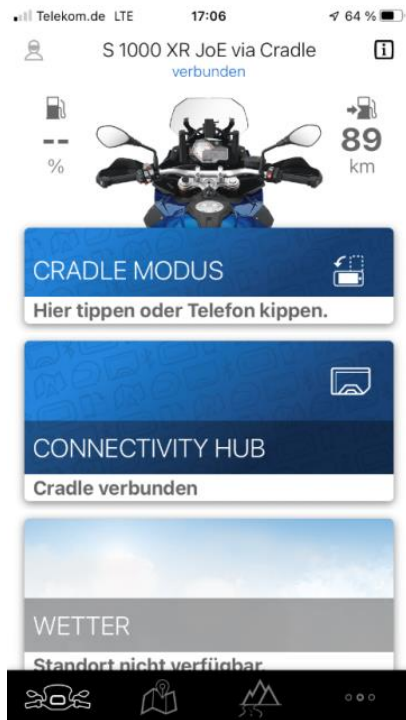 Telekom.de LTE 17:06 64 %
S 1000 XR JoE via Cradle
verbunden
-- 89
% km
CRADLE MODUS
Hier tippen oder Telefon kippen.
CONNECTIVITY HUB
Cradle verbunden
WETTER
Standort nicht verfügbar.